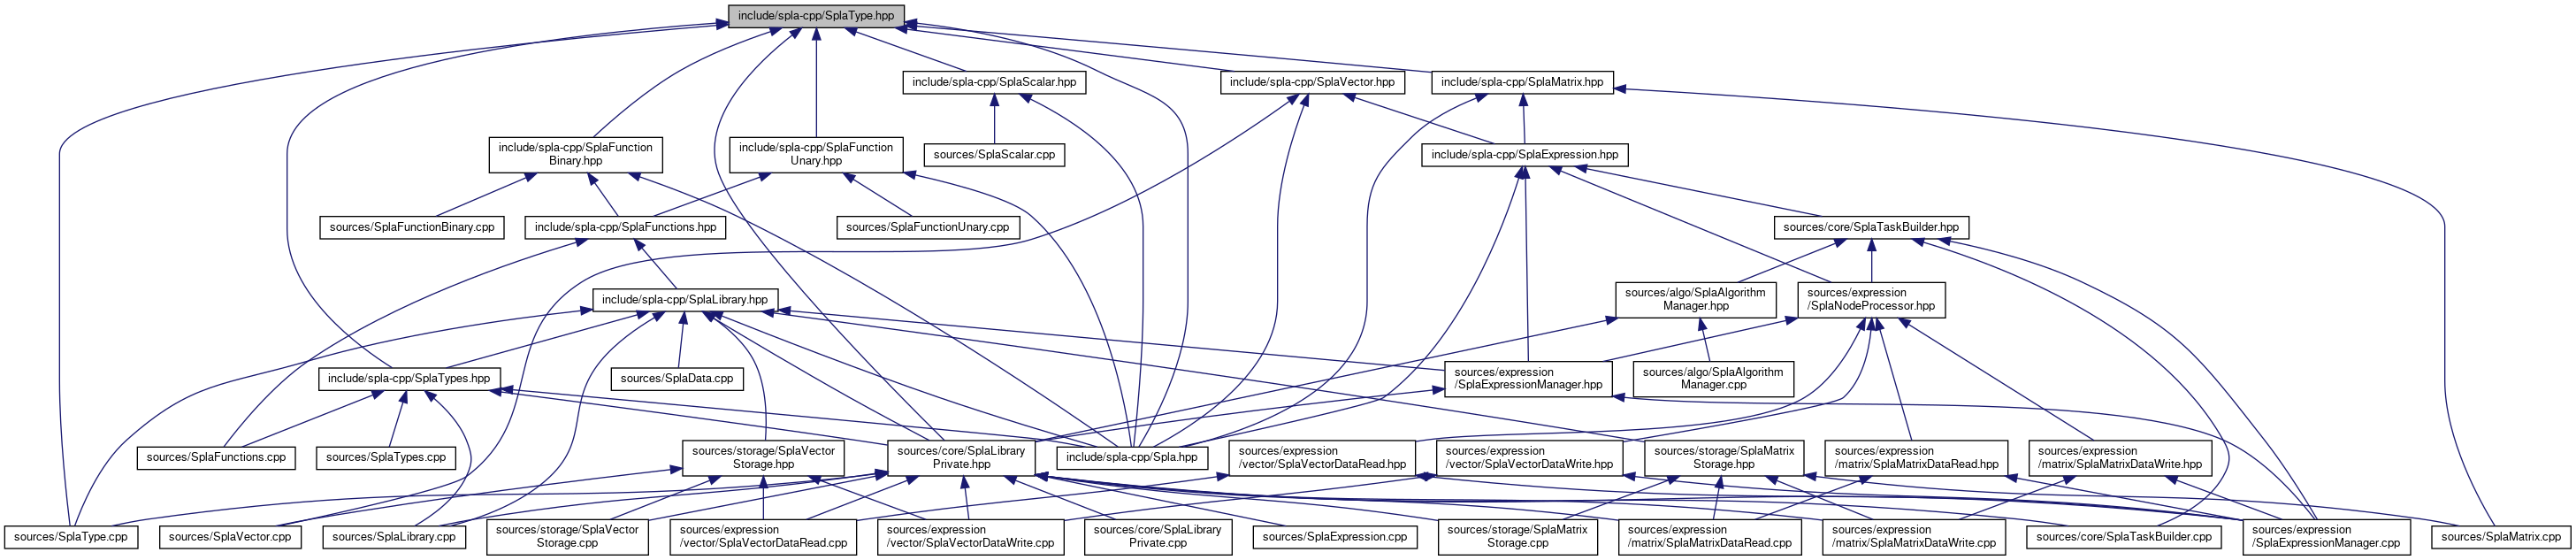 include/spla-cpp/SplaType.hpp
include/spla-cpp/SplaScalar.hpp
include/spla-cpp/SplaVector.hpp
include/spla-cpp/SplaMatrix.hpp
include/spla-cpp/SplaFunction
Binary.hpp
include/spla-cpp/SplaFunction
Unary.hpp
sources/SplaScalar.cpp
include/spla-cpp/SplaExpression.hpp
sources/SplaFunctionBinary.cpp
include/spla-cpp/SplaFunctions.hpp
sources/SplaFunctionUnary.cpp
sources/core/SplaTaskBuilder.hpp
include/spla-cpp/SplaLibrary.hpp
sources/algo/SplaAlgorithm
Manager.hpp
sources/expression
/SplaNodeProcessor.hpp
include/spla-cpp/SplaTypes.hpp
sources/SplaData.cpp
sources/expression
/SplaExpressionManager.hpp
sources/algo/SplaAlgorithm
Manager.cpp
sources/SplaFunctions.cpp
sources/SplaTypes.cpp
sources/storage/SplaVector
Storage.hpp
sources/core/SplaLibrary
Private.hpp
include/spla-cpp/Spla.hpp
sources/expression
/vector/SplaVectorDataRead.hpp
sources/expression
/vector/SplaVectorDataWrite.hpp
sources/storage/SplaMatrix
Storage.hpp
sources/expression
/matrix/SplaMatrixDataRead.hpp
sources/expression
/matrix/SplaMatrixDataWrite.hpp
sources/SplaType.cpp
sources/SplaVector.cpp
sources/SplaLibrary.cpp
sources/storage/SplaVector
Storage.cpp
sources/expression
/vector/SplaVectorDataRead.cpp
sources/expression
/vector/SplaVectorDataWrite.cpp
sources/core/SplaLibrary
Private.cpp
sources/SplaExpression.cpp
sources/storage/SplaMatrix
Storage.cpp
sources/expression
/matrix/SplaMatrixDataRead.cpp
sources/expression
/matrix/SplaMatrixDataWrite.cpp
sources/core/SplaTaskBuilder.cpp
sources/expression
/SplaExpressionManager.cpp
sources/SplaMatrix.cpp